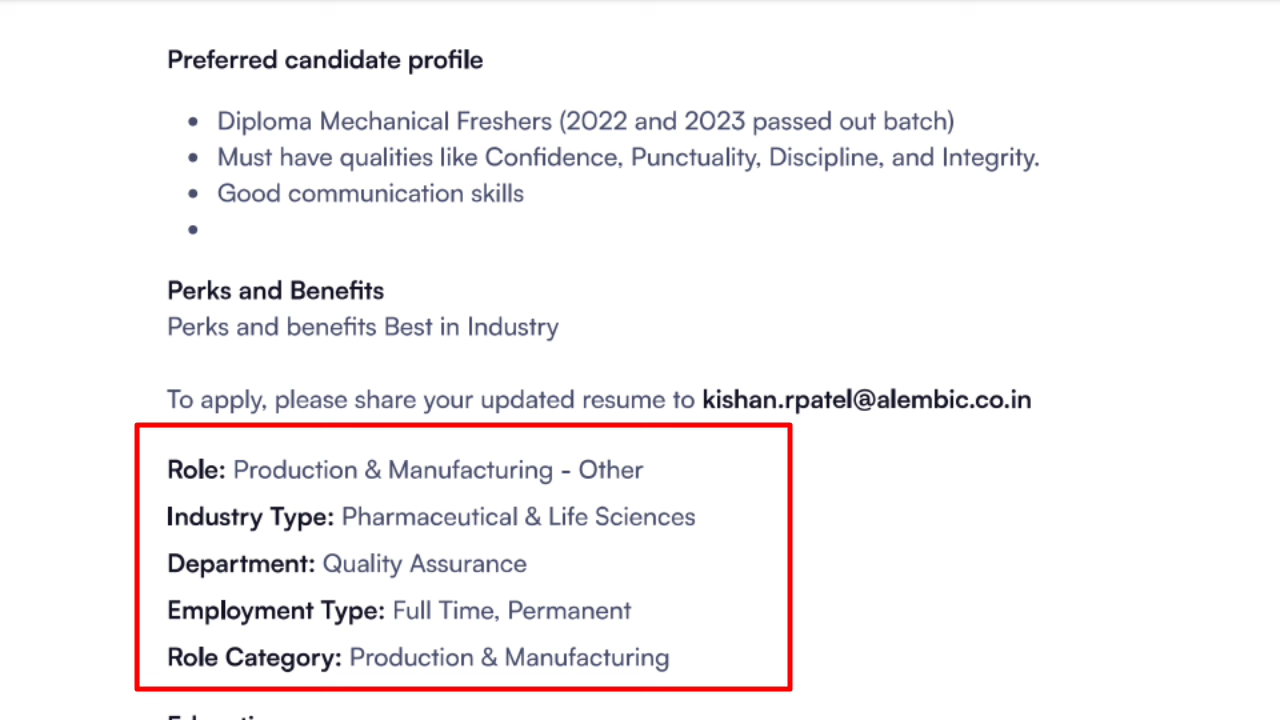 Preferred candidate profile
• Diploma Mechanical Freshers (2022 and 2023 passed out batch)
• Must have qualities like Confidence, Punctuality, Discipline, and Integrity.
• Good communication skills
•
Perks and Benefits
Perks and benefits Best in Industry
To apply, please share your updated resume to kishan.rpatel@alembic.co.in
Role: Production & Manufacturing - Other
Industry Type: Pharmaceutical & Life Sciences
Department: Quality Assurance
Employment Type: Full Time, Permanent
Role Category: Production & Manufacturing